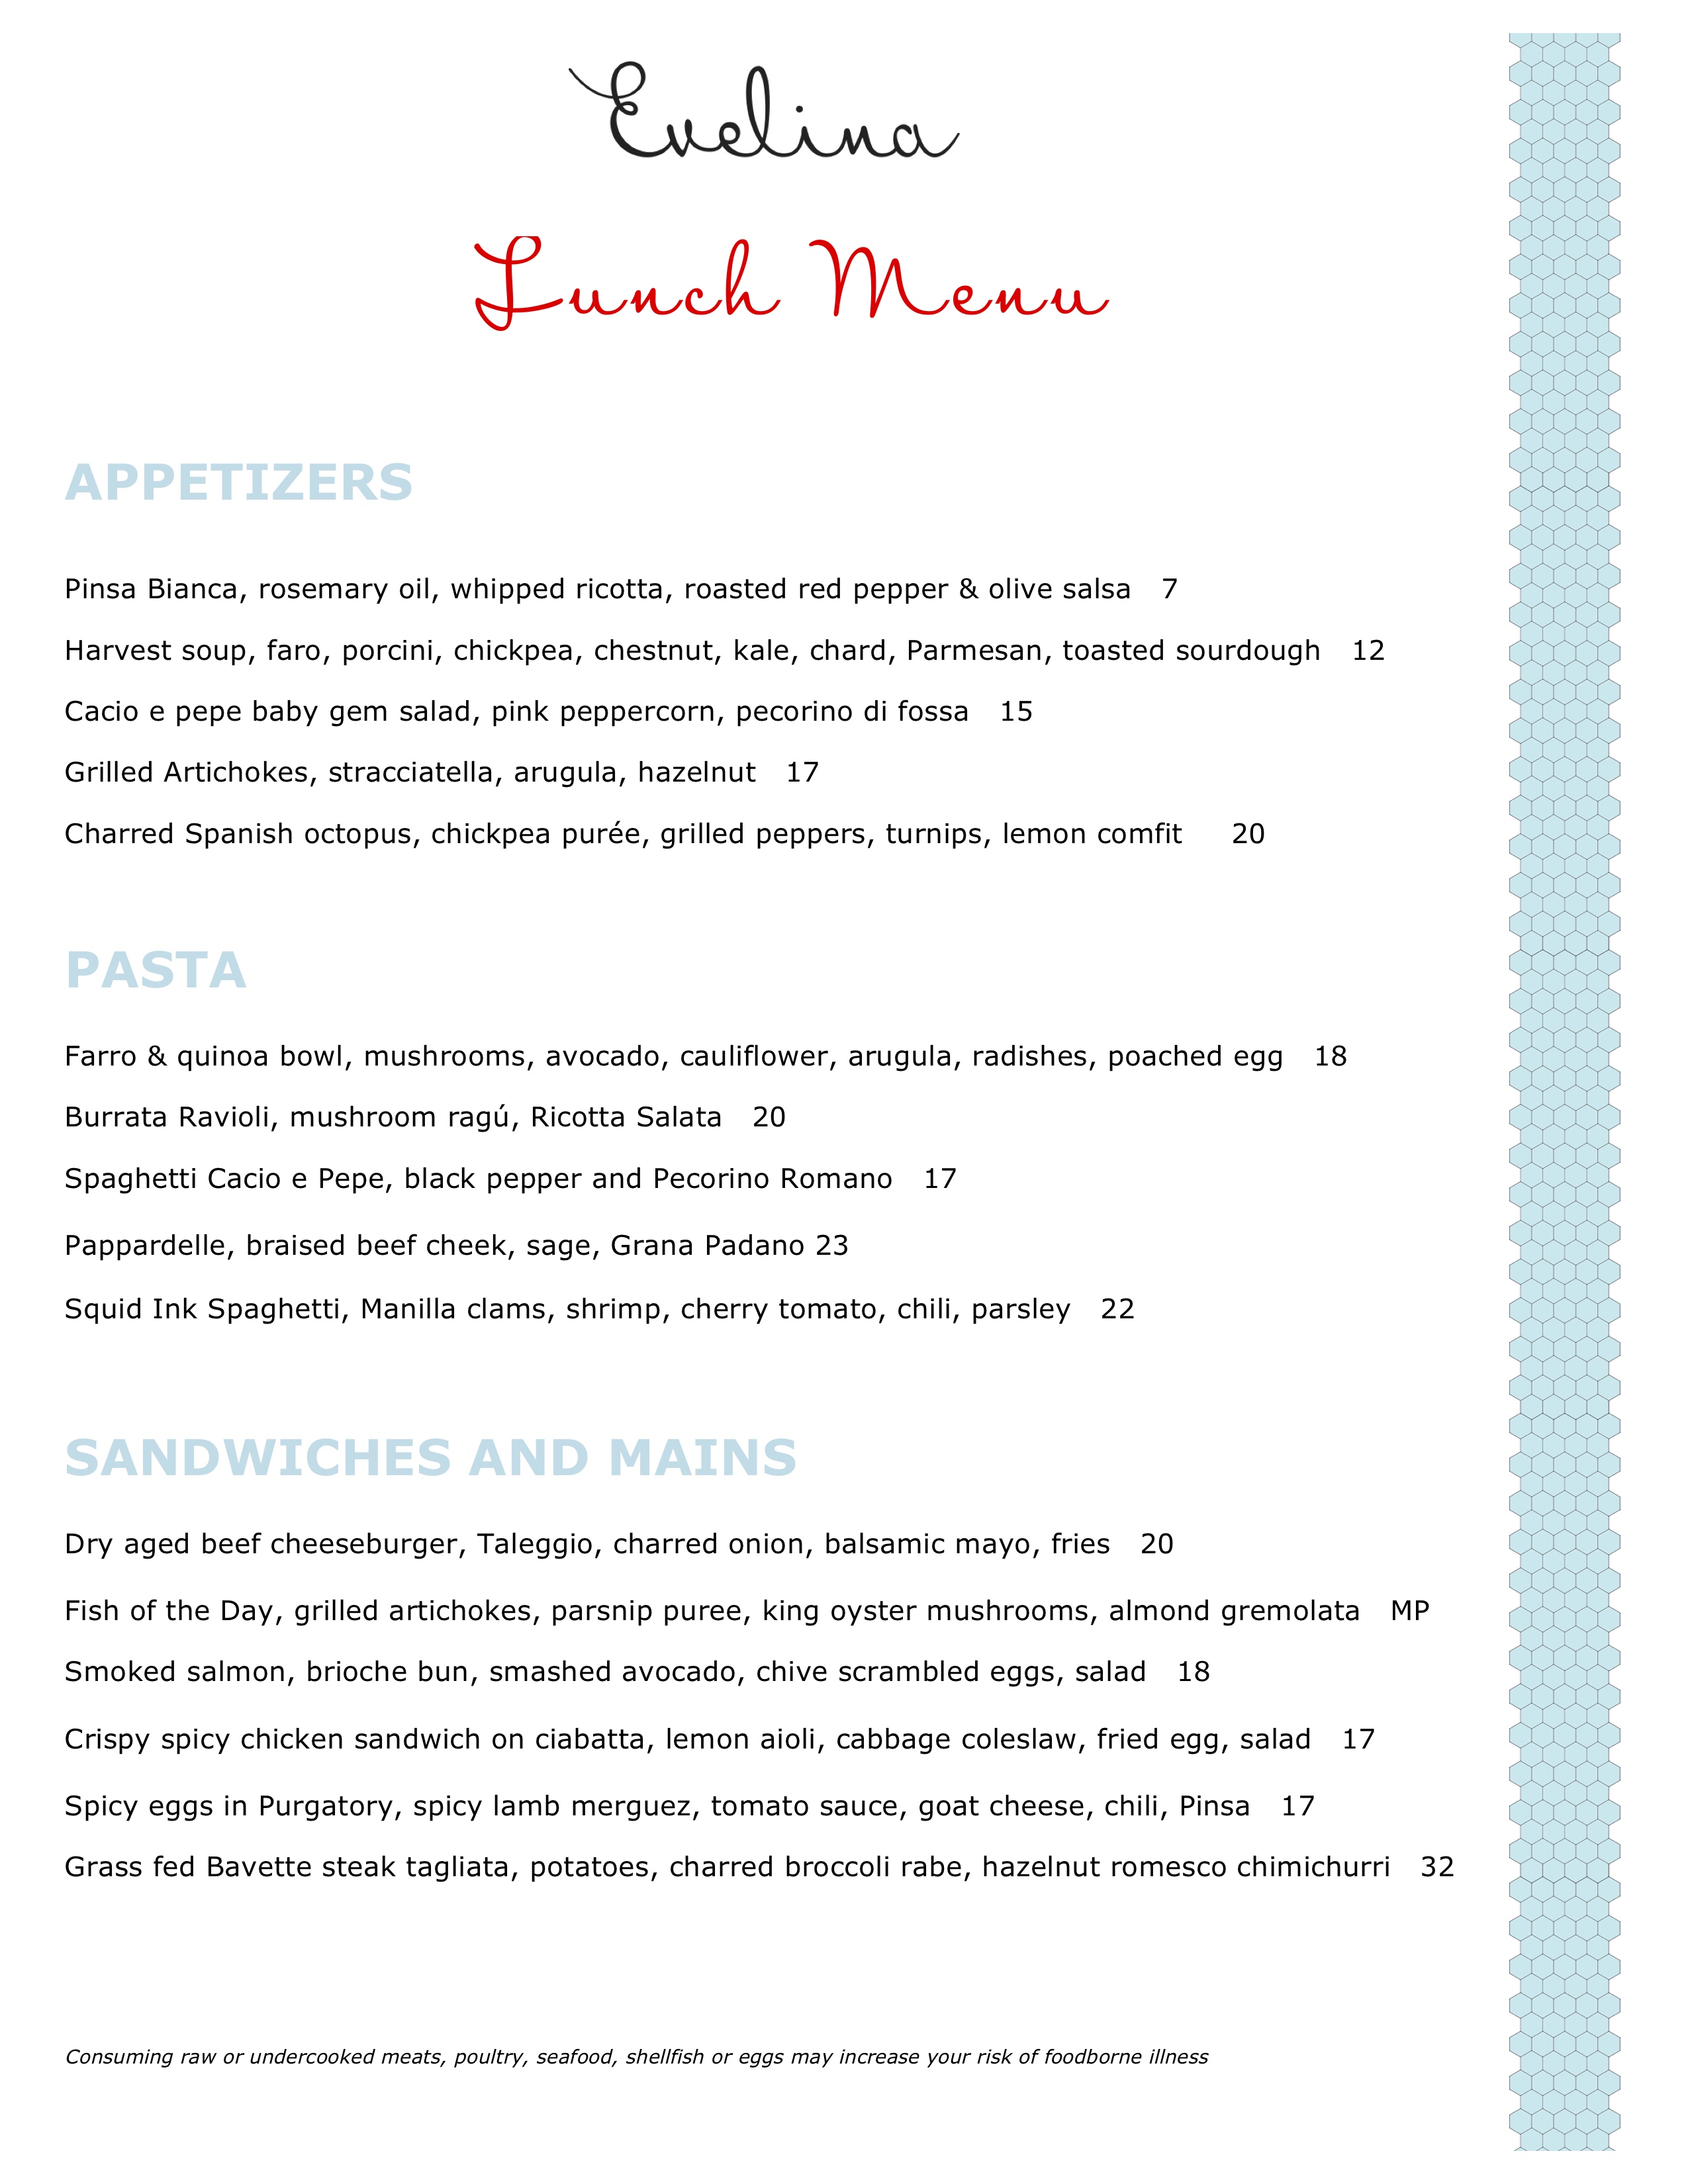 Evelina
Lunch Menu
APPETIZERS
Pinsa Bianca, rosemary oil, whipped ricotta, roasted red pepper & olive salsa 7
Harvest soup, faro, porcini, chickpea, chestnut, kale, chard, Parmesan, toasted sourdough 12
Cacio e pepe baby gem salad, pink peppercorn, pecorino di fossa 15
Grilled Artichokes, stracciatella, arugula, hazelnut 17
Charred Spanish octopus, chickpea purée, grilled peppers, turnips, lemon comfit 20
PASTA
Farro & quinoa bowl, mushrooms, avocado, cauliflower, arugula, radishes, poached egg 18
Burrata Ravioli, mushroom ragú, Ricotta Salata 20
Spaghetti Cacio e Pepe, black pepper and Pecorino Romano 17
Pappardelle, braised beef cheek, sage, Grana Padano 23
Squid Ink Spaghetti, Manilla clams, shrimp, cherry tomato, chili, parsley 22
SANDWICHES AND MAINS
Dry aged beef cheeseburger, Taleggio, charred onion, balsamic mayo, fries 20
Fish of the Day, grilled artichokes, parsnip puree, king oyster mushrooms, almond gremolata MP
Smoked salmon, brioche bun, smashed avocado, chive scrambled eggs, salad 18
Crispy spicy chicken sandwich on ciabatta, lemon aioli, cabbage coleslaw, fried egg, salad 17
Spicy eggs in Purgatory, spicy lamb merguez, tomato sauce, goat cheese, chili, Pinsa 17
Grass fed Bavette steak tagliata, potatoes, charred broccoli rabe, hazelnut romesco chimichurri 32
Consuming raw or undercooked meats, poultry, seafood, shellfish or eggs may increase your risk of foodborne illness